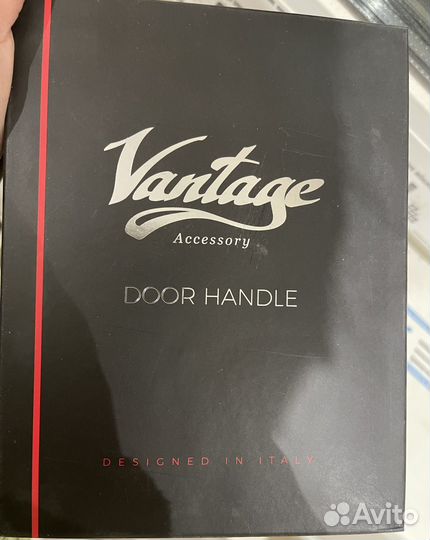 Vantage
Accessory
DOOR HANDLE
DESIGNED IN ITALY
Avito